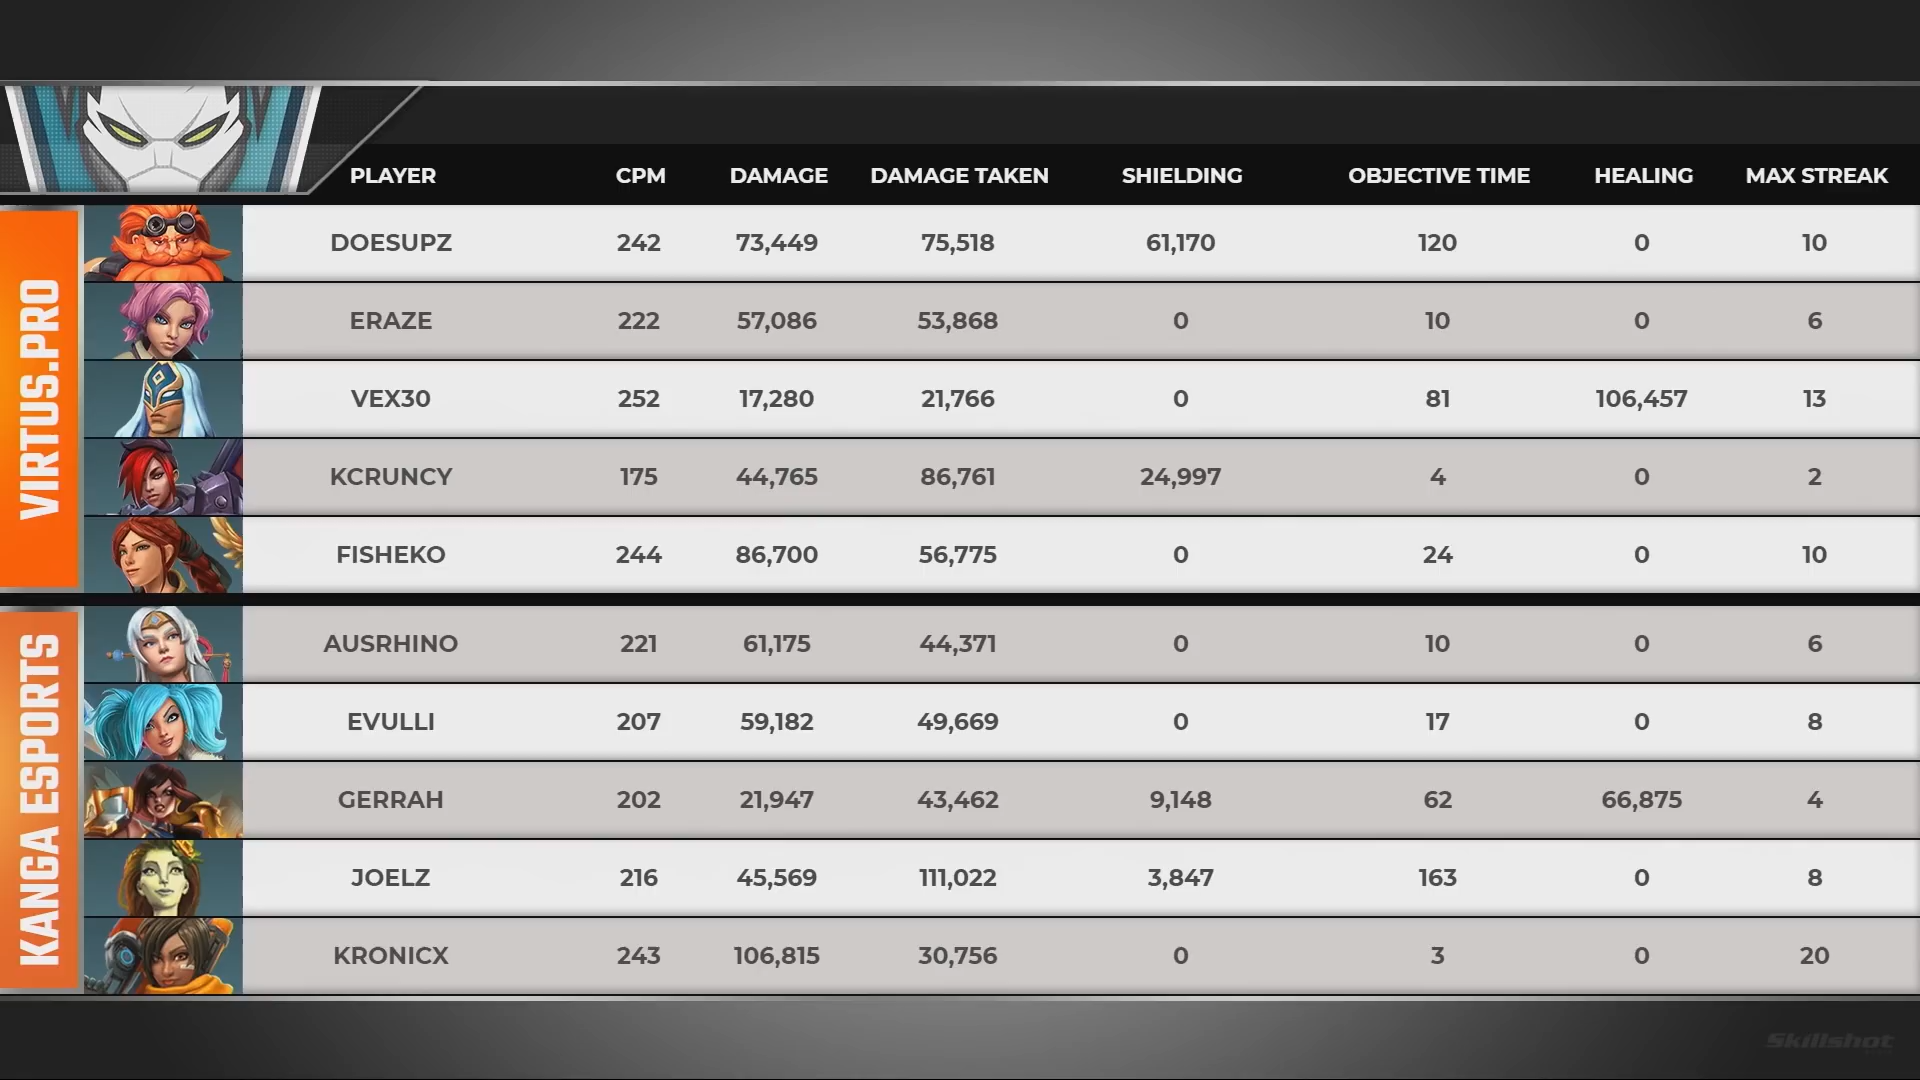 PLAYER CPM DAMAGE DAMAGE TAKEN SHIELDING OBJECTIVE TIME HEALING MAX STREAK
VIRTUS.PRO
DOESUPZ 242 73,449 75,518 61,170 120 0 10
ERAZE 222 57,086 53,868 0 10 0 6
VEX30 252 17,280 21,766 0 81 106,457 13
KCRUNCY 175 44,765 86,761 24,997 4 0 2
FISHEKO 244 86,700 56,775 0 24 0 10
KANGA ESPORTS
AUSRHINO 221 61,175 44,371 0 10 0 6
EVULLI 207 59,182 49,669 0 17 0 8
GERRAH 202 21,947 43,462 9,148 62 66,875 4
JOELZ 216 45,569 111,022 3,847 163 0 8
KRONICX 243 106,815 30,756 0 3 0 20
Skillshot